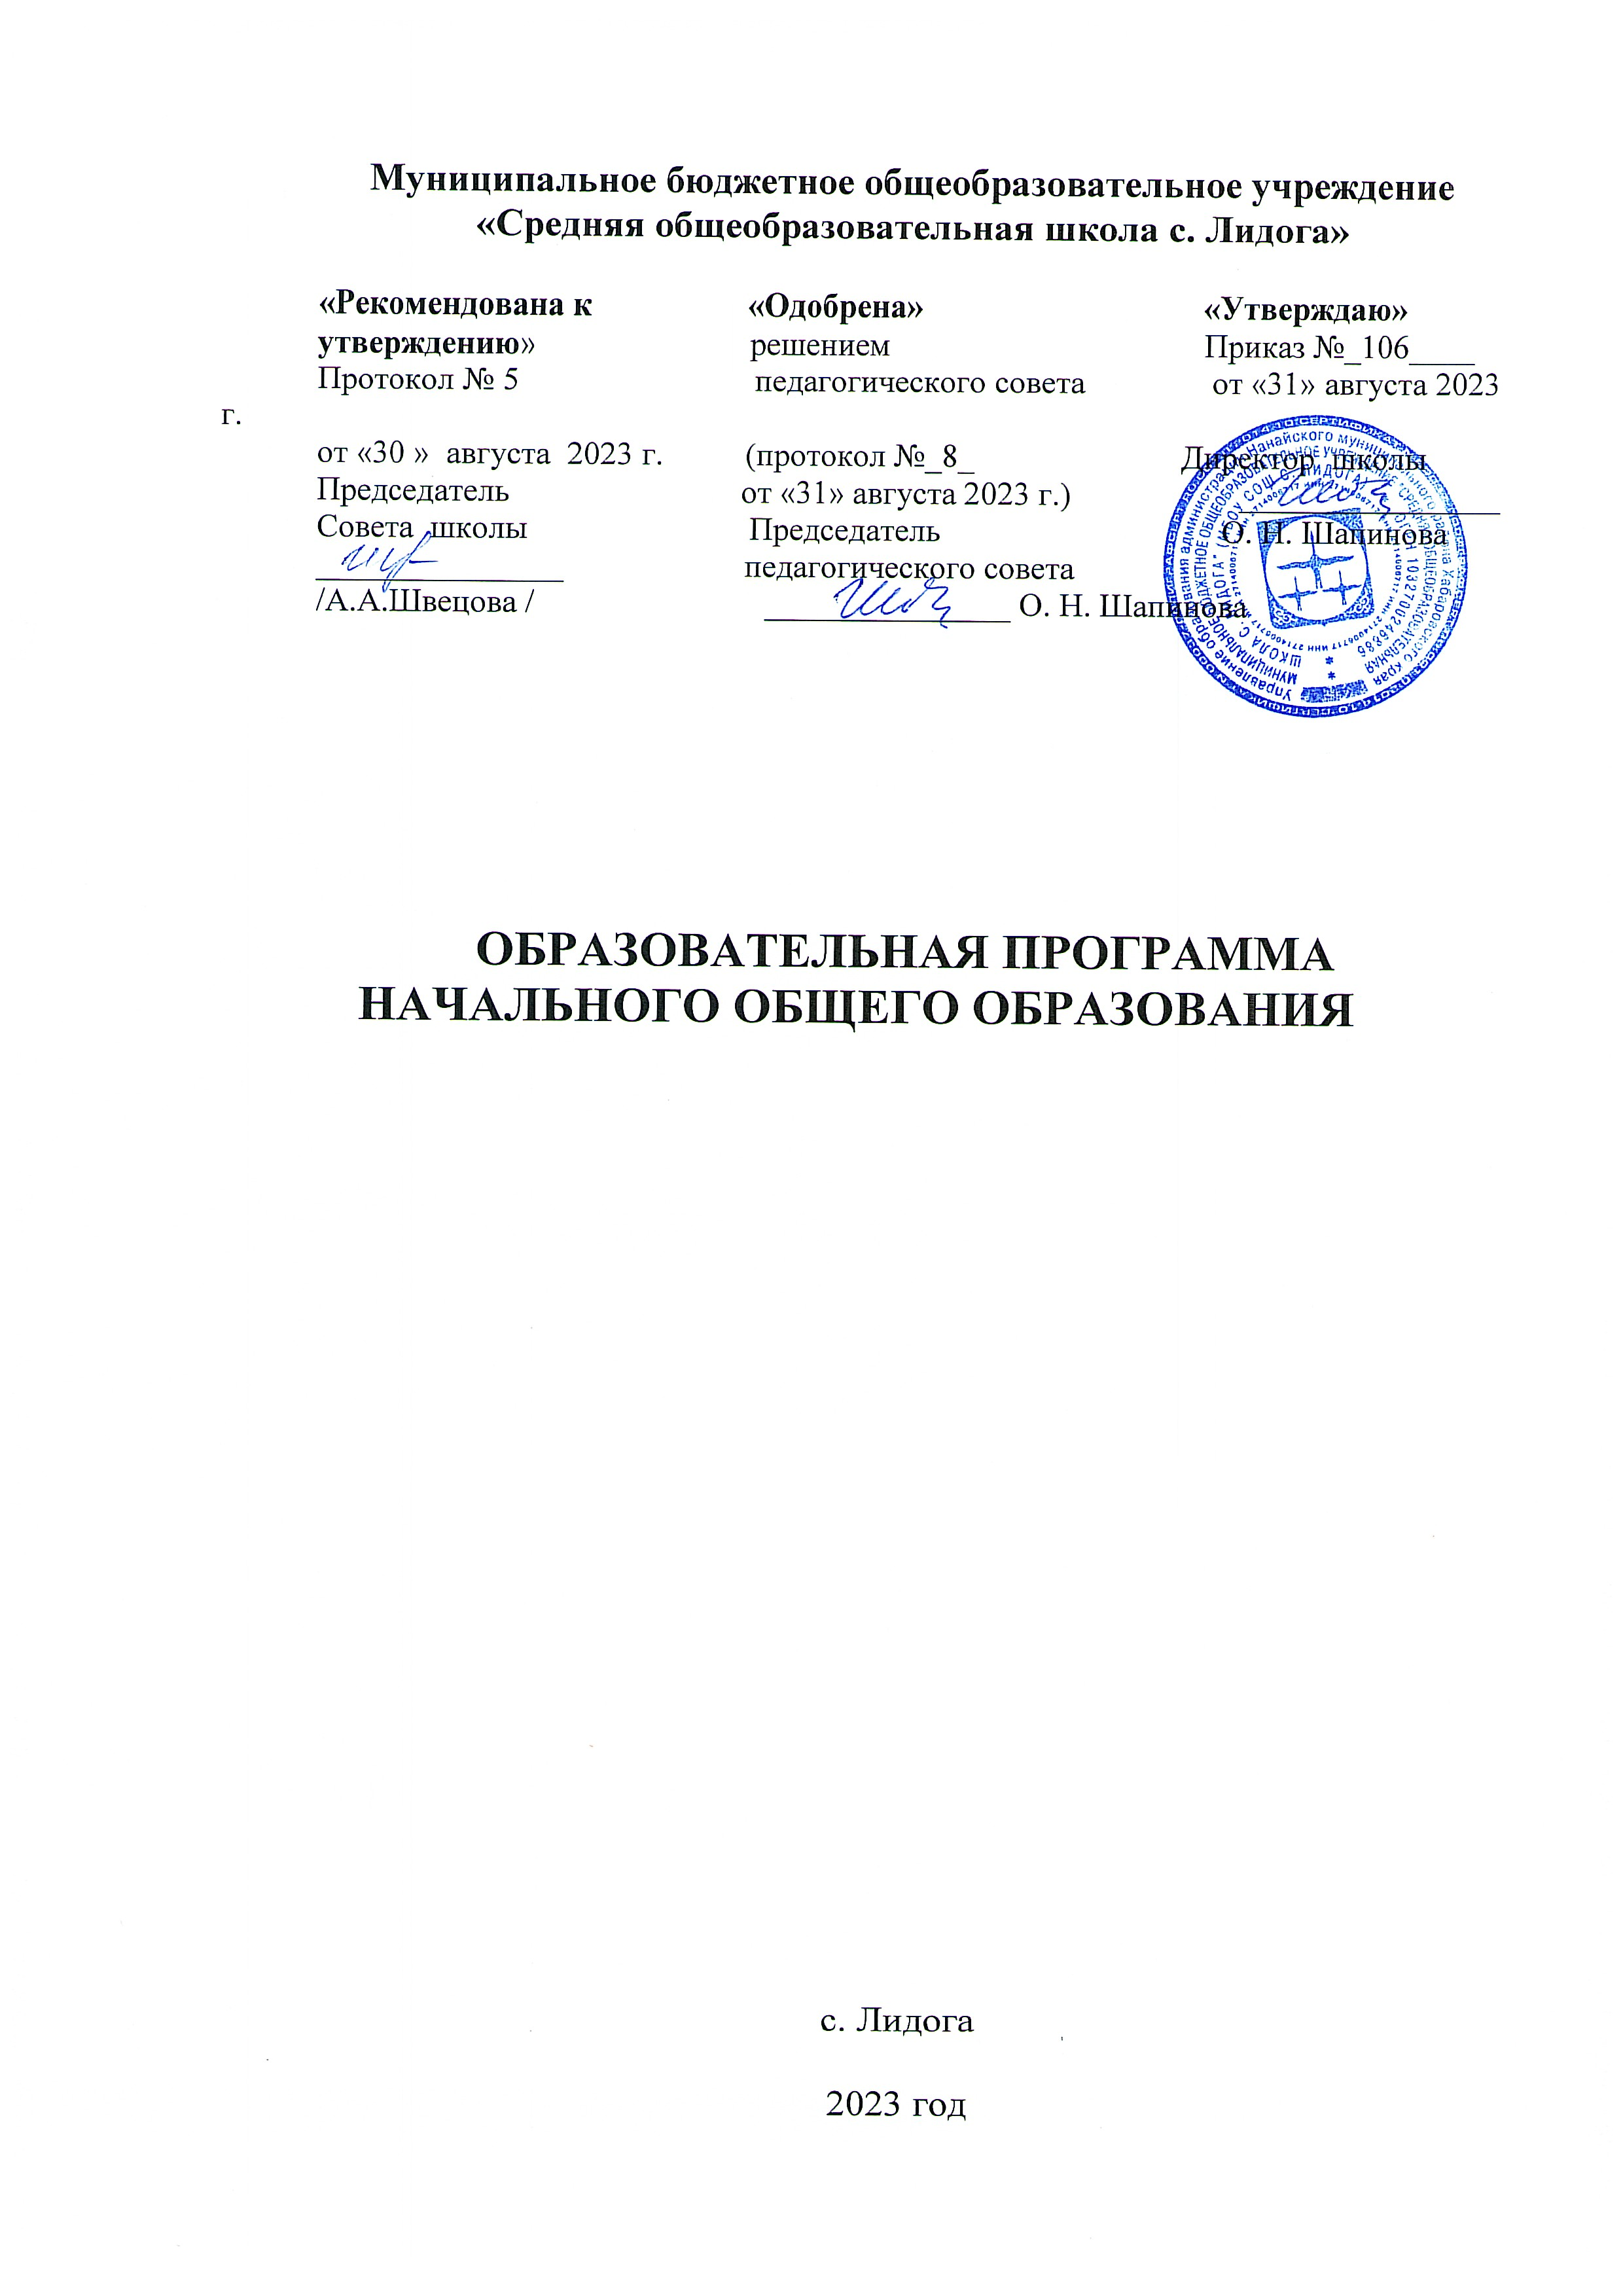 Муниципальное бюджетное общеобразовательное учреждение
«Средняя общеобразовательная школа с. Лидога»
«Рекомендована к «Одобрена» «Утверждаю»
утверждению» решением Приказ №_106____
Протокол № 5 педагогического совета от «31» августа 2023
г.
от «30 » августа 2023 г. (протокол №_8_ Директор школы
Председатель от «31» августа 2023 г.)
Совета школы Председатель О. Н. Шапинова
педагогического совета
/А.А.Швецова / О. Н. Шапинова
ОБРАЗОВАТЕЛЬНАЯ ПРОГРАММА
НАЧАЛЬНОГО ОБЩЕГО ОБРАЗОВАНИЯ
с. Лидога
2023 год